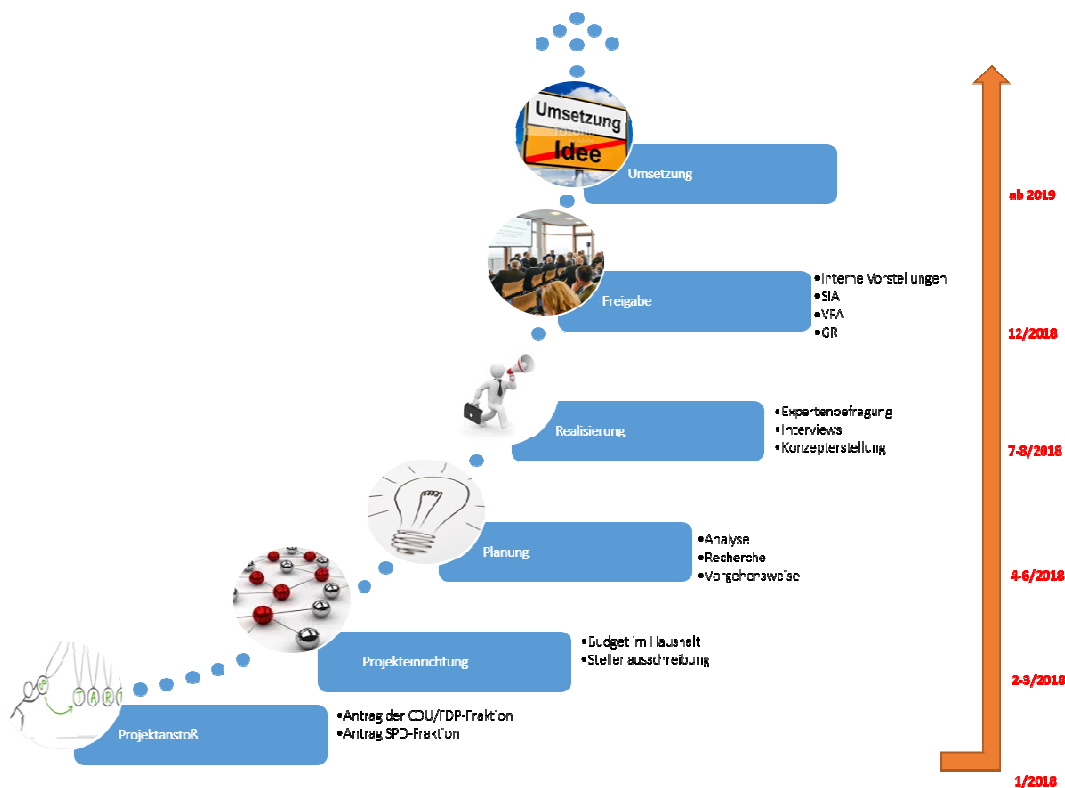 Umsetzung
Idee
Umsetzung
ab 2019
Freigabe
•Interne Vorstellungen
•SIA
•VFA
•GR
12/2018
Realisierung
•Expertenbefragung
•Interviews
•Konzepterstellung
7-8/2018
Planung
•Analyse
•Recherche
•Vorgehensweise
4-6/2018
Projekteinrichtung
•Budget im Haushalt
•Stellenausschreibung
2-3/2018
S T A R T
Projektanstoß
•Antrag der CDU/FDP-Fraktion
•Antrag SPD-Fraktion
1/2018